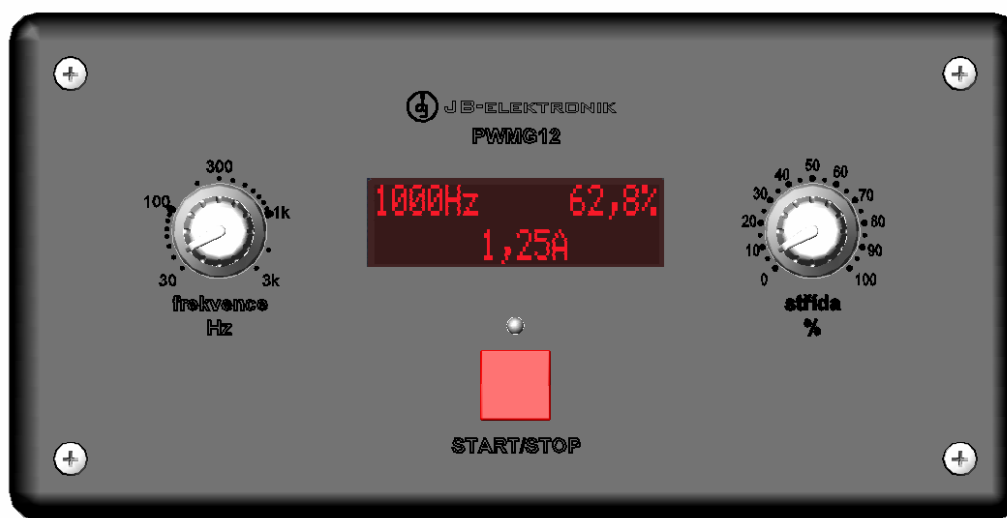 JB-ELEKTRONIK
PWMG12
1000Hz 62,8%
1,25A
30
100
300
1k
3k
frekvence
Hz
0
10
20
30
40
50
60
70
80
90
100
střída
%
START/STOP